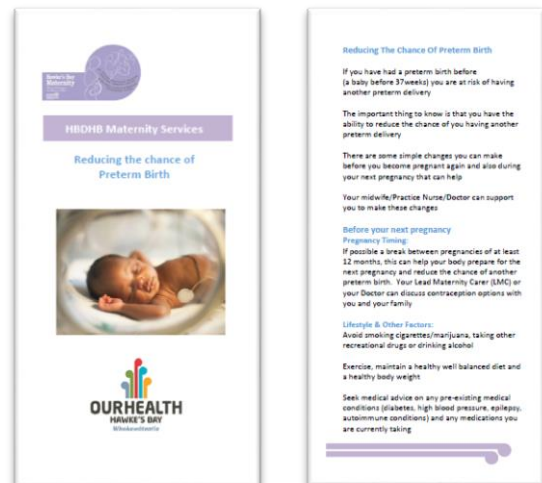 Hawke's Bay
Maternity
HBDHB Maternity Services
Reducing the chance of
Preterm Birth
OURHEALTH
HAWKE'S BAY
Reducing The Chance Of Preterm Birth
If you have had a preterm birth before
(a baby before 37weeks) you are at risk of having
another preterm delivery
The important thing to know is that you have the
ability to reduce the chance of you having another
preterm delivery
There are some simple changes you can make
before you become pregnant again and also during
your next pregnancy that can help
Your midwife/Practice Nurse/Doctor can support
you to make these changes
Before your next pregnancy
Pregnancy Timing:
If possible a break between pregnancies of at least
12 months, this can help your body prepare for the
next pregnancy and reduce the chance of another
preterm birth. Your Lead Maternity Carer (LMC) or
your Doctor can discuss contraception options with
you and your family
Lifestyle & Other Factors:
Avoid smoking cigarettes/marijuana, taking other
recreational drugs or drinking alcohol
Exercise, maintain a healthy well balanced diet and
a healthy body weight
Seek medical advice on any pre-existing medical
conditions (diabetes, high blood pressure, epilepsy,
autoimmune conditions) and any medications you
are currently taking